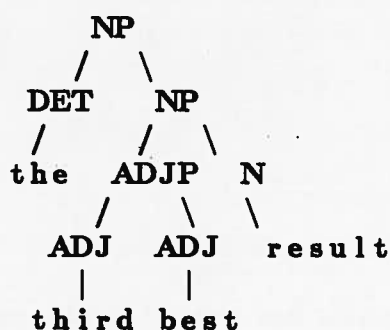 NP
DET NP
the ADJP N
ADJ ADJ result
third best